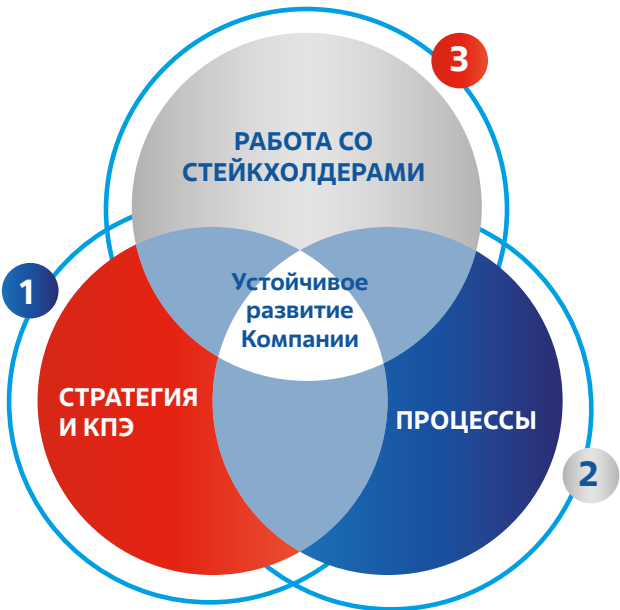 3
РАБОТА СО
СТЕЙКХОЛДЕРАМИ
1
Устойчивое
развитие
Компании
СТРАТЕГИЯ
И КПЭ
ПРОЦЕССЫ
2